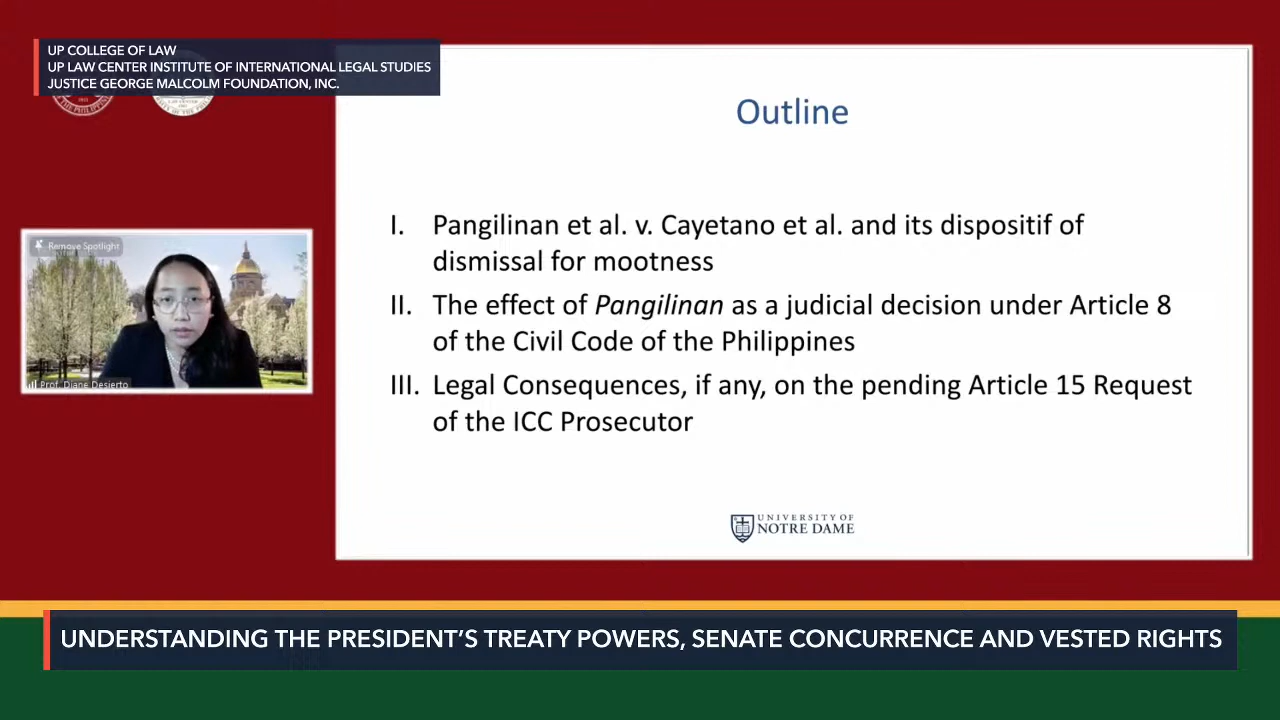 UP COLLEGE OF LAW
UP LAW CENTER INSTITUTE OF INTERNATIONAL LEGAL STUDIES
JUSTICE GEORGE MALCOLM FOUNDATION, INC.
Outline
I. Pangilinan et al. v. Cayetano et al. and its dispositif of
dismissal for mootness
II. The effect of Pangilinan as a judicial decision under Article 8
of the Civil Code of the Philippines
III. Legal Consequences, if any, on the pending Article 15 Request
of the ICC Prosecutor
Remove Spotlight
Prof. Diane Desierto
UNIVERSITY OF
NOTRE DAME
UNDERSTANDING THE PRESIDENT'S TREATY POWERS, SENATE CONCURRENCE AND VESTED RIGHTS